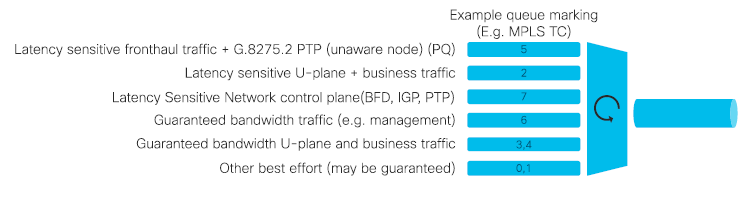 Example queue marking
(E.g. MPLS TC)
Latency sensitive fronthaul traffic + G.8275.2 PTP (unaware node) (PQ) 5
Latency sensitive U-plane + business traffic 2
Latency Sensitive Network control plane(BFD, IGP, PTP) 7
Guaranteed bandwidth traffic (e.g. management) 6
Guaranteed bandwidth U-plane and business traffic 3,4
Other best effort (may be guaranteed) 0,1